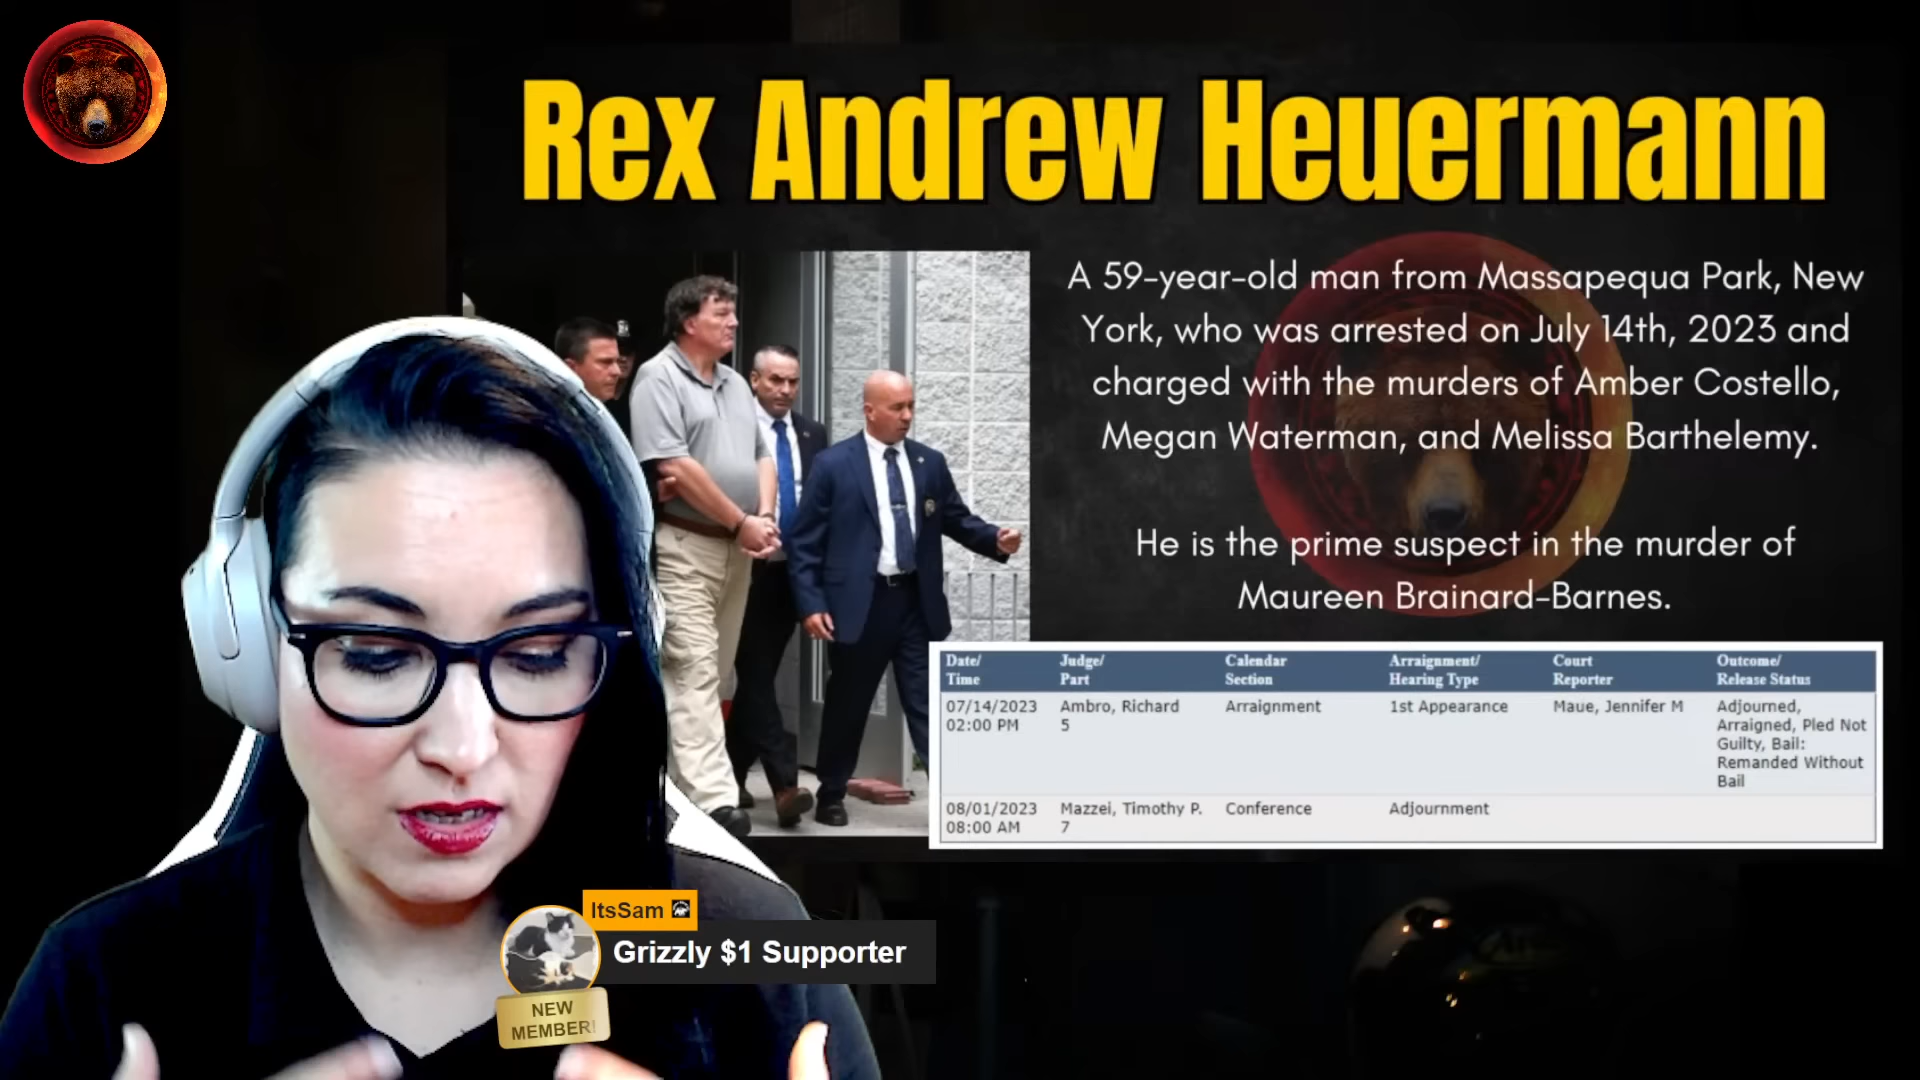 Rex Andrew Heuermann
A 59-year-old man from Massapequa Park, New
York, who was arrested on July 14th, 2023 and
charged with the murders of Amber Costello,
Megan Waterman, and Melissa Barthelemy.
He is the prime suspect in the murder of
Maureen Brainard-Barnes.
Date/ Judge/ Calendar Arraignment/ Court Outcome/
Time Part Section Hearing Type Reporter Release Status
07/14/2023 Ambro, Richard Arraignment 1st Appearance Maue, Jennifer M Adjourned,
02:00 PM 5 Arraigned, Pled Not
Guilty, Bail:
Remanded Without
Bail
08/01/2023 Mazzei, Timothy P. Conference Adjournment
08:00 AM 7
ItsSam
Grizzly $1 Supporter
NEW
MEMBER!